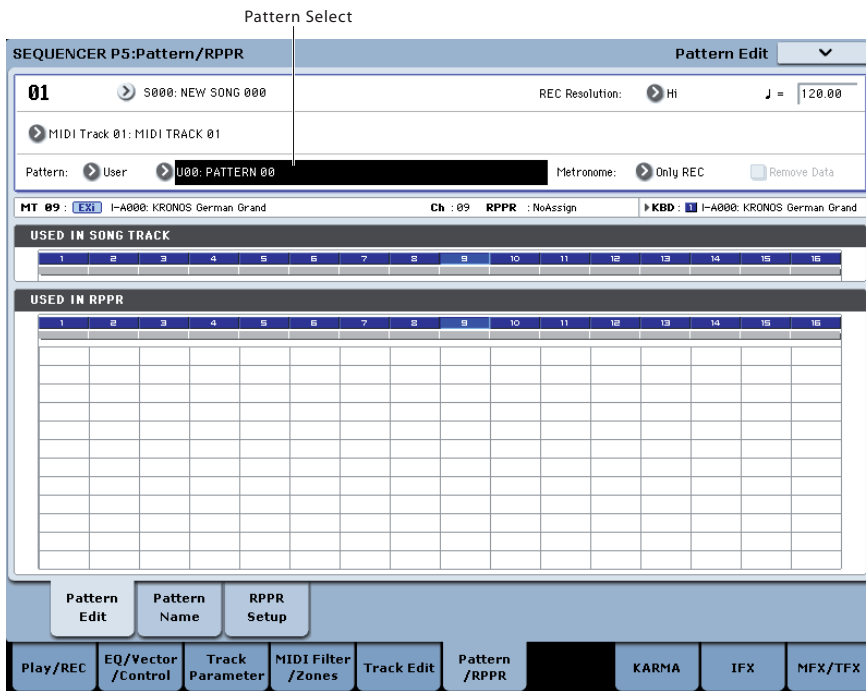 Pattern Select
SEQUENCER P5:Pattern/RPPR Pattern Edit
01 S000: NEW SONG 000 REC Resolution: Hi ♩ = 120.00
MIDI Track 01: MIDI TRACK 01
Pattern: User U00: PATTERN 00 Metronome: Only REC Remove Data
MT 09 : EXi I-A000: KRONOS German Grand Ch : 09 RPPR : NoAssign KBD : 1 I-A000: KRONOS German Grand
USED IN SONG TRACK
1 2 3 4 5 6 7 8 9 10 11 12 13 14 15 16
USED IN RPPR
1 2 3 4 5 6 7 8 9 10 11 12 13 14 15 16
Pattern Edit
Pattern Name
RPPR Setup
Play/REC
EQ/Vector /Control
Track Parameter
MIDI Filter /Zones
Track Edit
Pattern /RPPR
KARMA
IFX
MFX/TFX